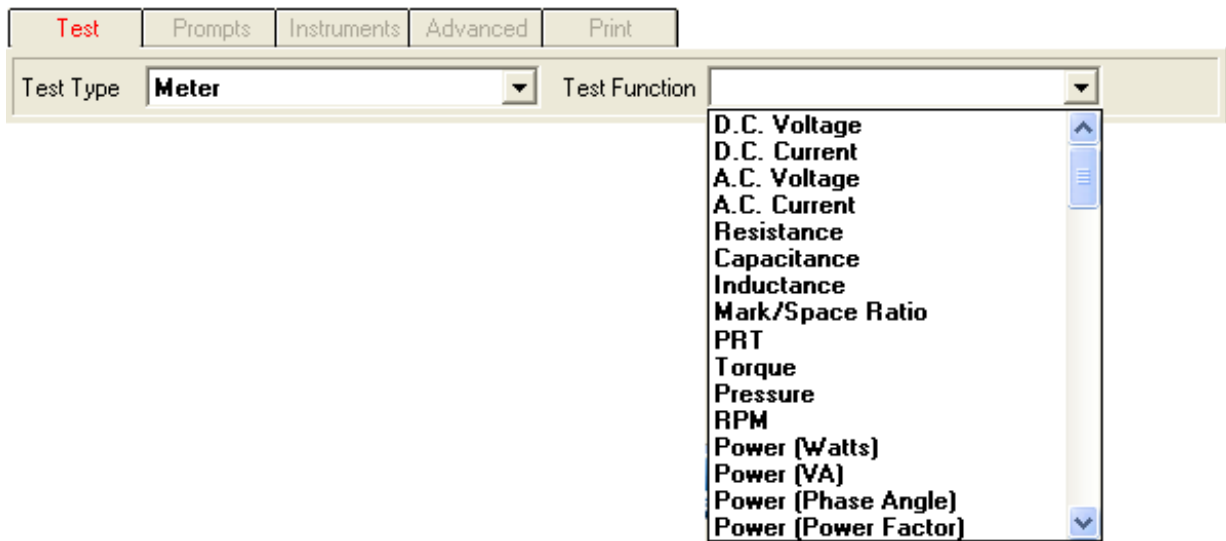 Test Prompts Instruments Advanced Print
Test Type Meter Test Function
D.C. Voltage
D.C. Current
A.C. Voltage
A.C. Current
Resistance
Capacitance
Inductance
Mark/Space Ratio
PRT
Torque
Pressure
RPM
Power (Watts)
Power (VA)
Power (Phase Angle)
Power (Power Factor)